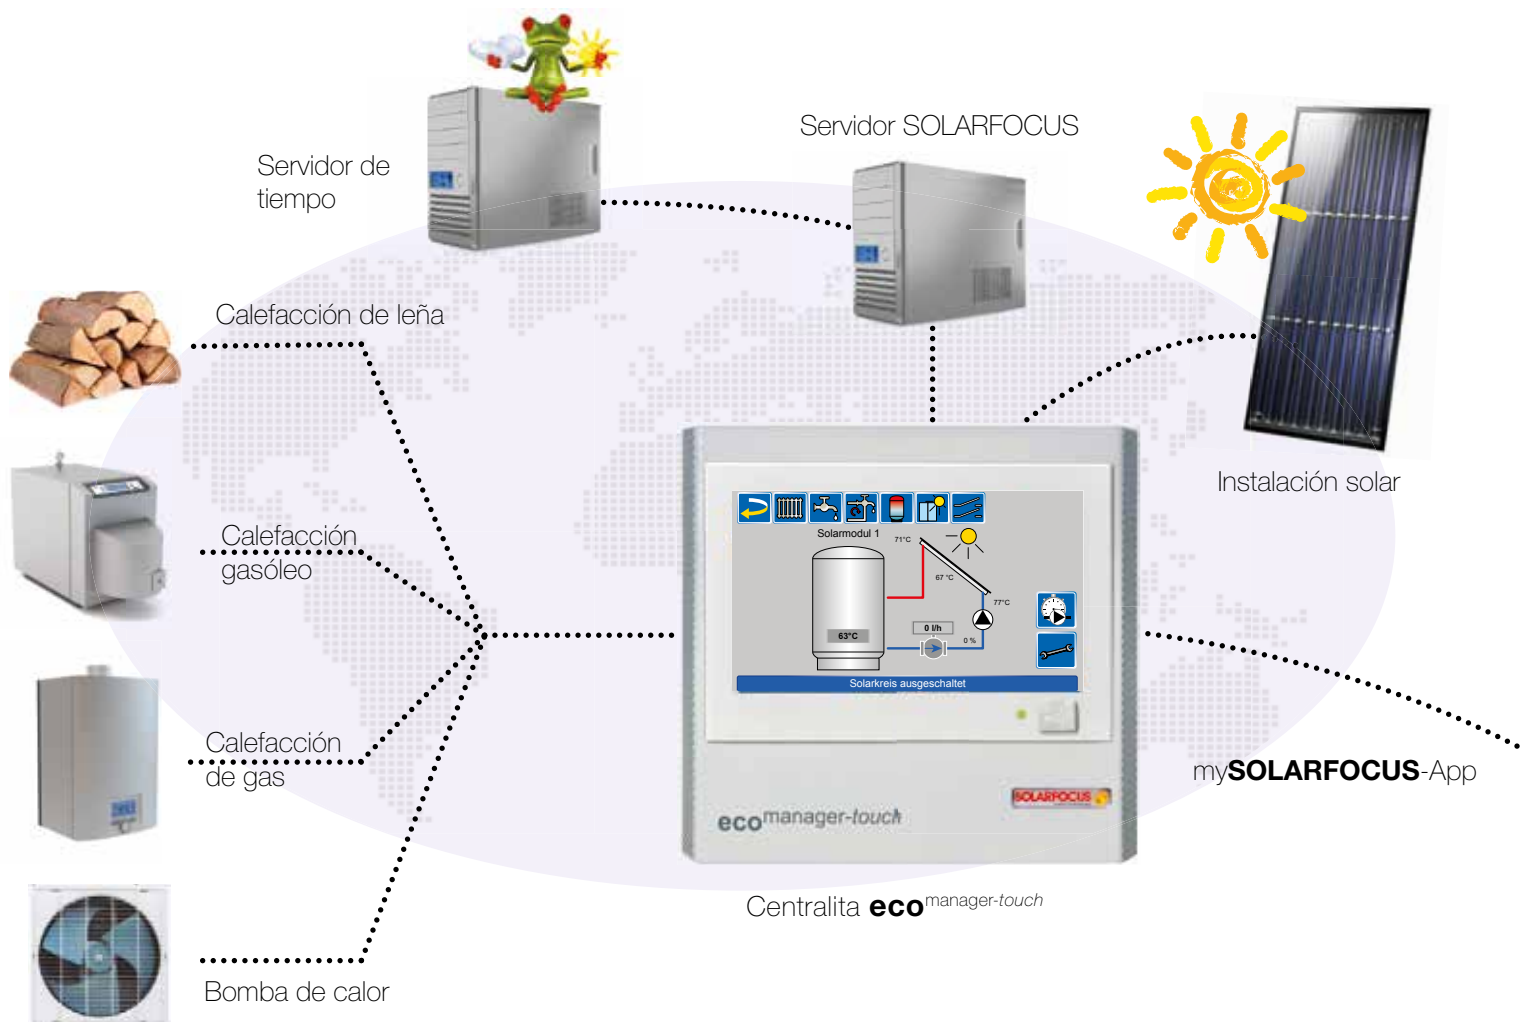 Servidor de
tiempo
Servidor SOLARFOCUS
Calefacción de leña
Instalación solar
Calefacción
gasóleo
Solarmodul 1
71°C
67 °C
77°C
63°C
0 l/h
0 %
Solarkreis ausgeschaltet
Calefacción
de gas
mySOLARFOCUS-App
SOLARFOCUS
ecomanager-touch
Centralita ecomanager-touch
Bomba de calor